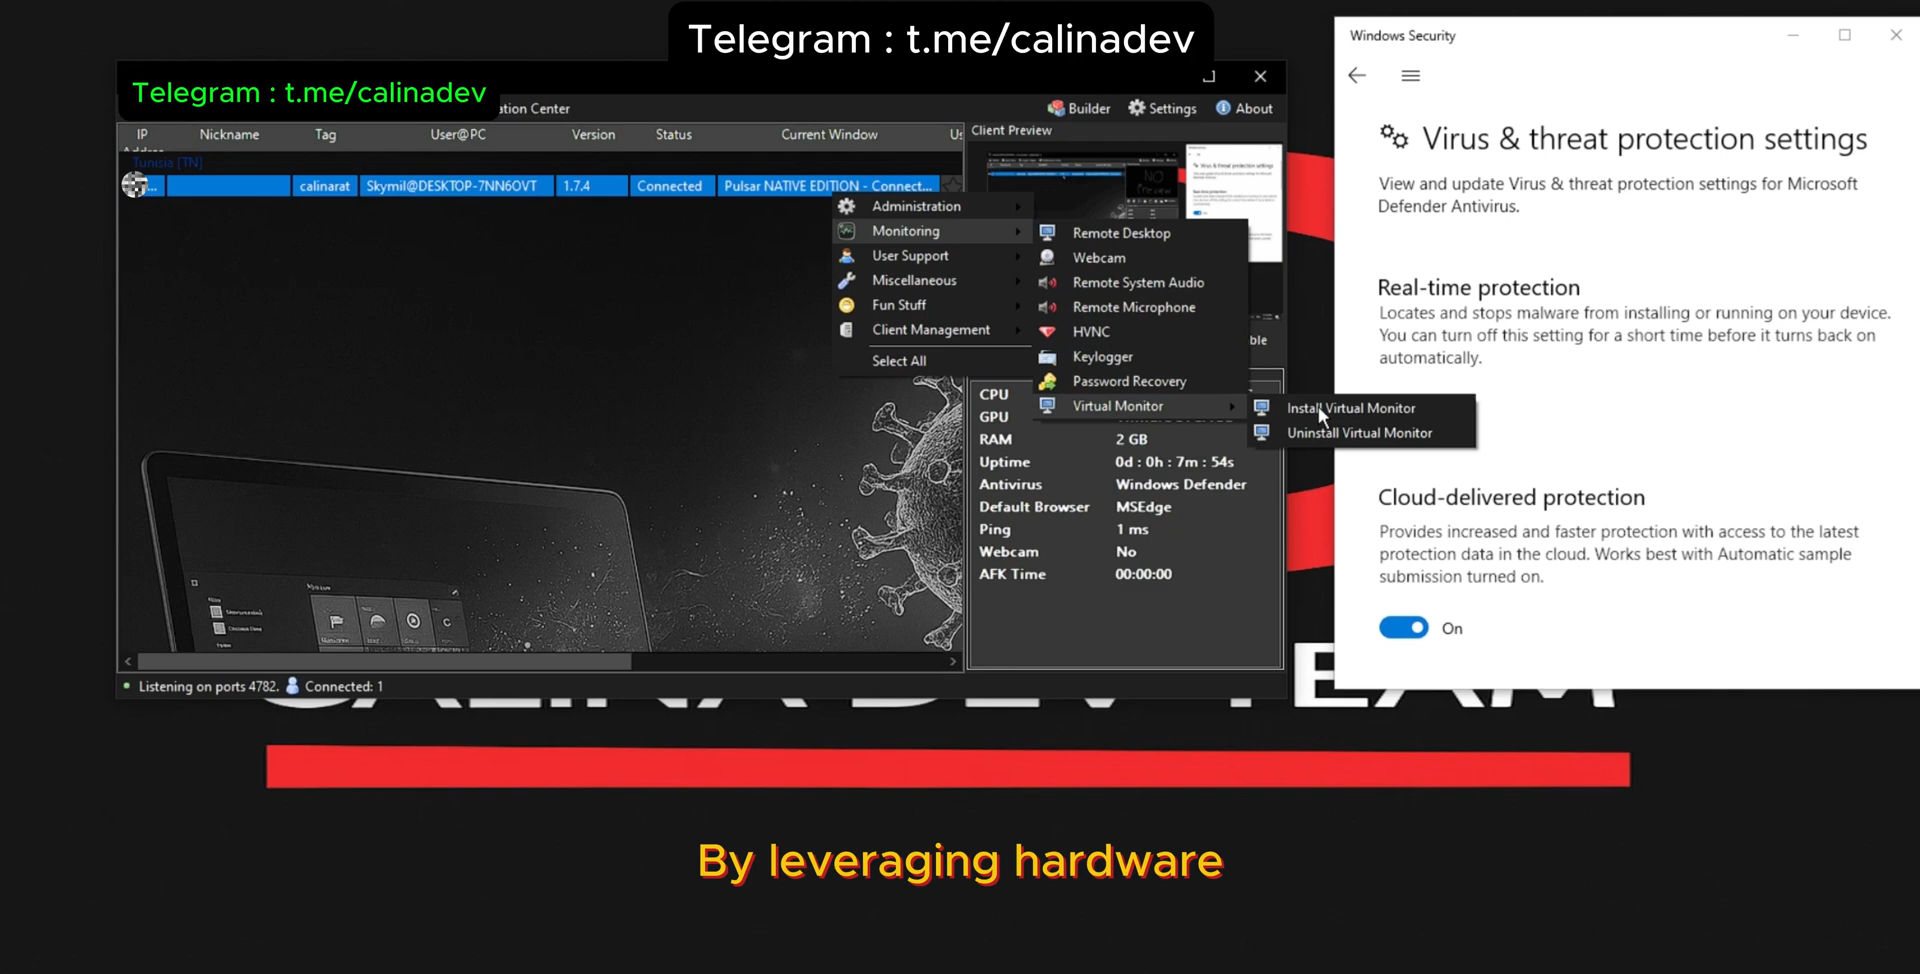 Telegram : t.me/calinadev
Telegram : t.me/calinadev
ation Center
Builder
Settings
About
IP
Address
Nickname
Tag
User@PC
Version
Status
Current Window
Us
Client Preview
Tunisia [TN]
... calinarat Skymil@DESKTOP-7NN6OVT 1.7.4 Connected Pulsar NATIVE EDITION - Connect...
Administration
Monitoring
User Support
Miscellaneous
Fun Stuff
Client Management
Select All
Remote Desktop
Webcam
Remote System Audio
Remote Microphone
HVNC
Keylogger
Password Recovery
Virtual Monitor
Install Virtual Monitor
Uninstall Virtual Monitor
ble
CPU
GPU
RAM 2 GB
Uptime 0d : 0h : 7m : 54s
Antivirus Windows Defender
Default Browser MSEdge
Ping 1 ms
Webcam No
AFK Time 00:00:00
Listening on ports 4782. Connected: 1
Windows Security
Virus & threat protection settings
View and update Virus & threat protection settings for Microsoft
Defender Antivirus.
Real-time protection
Locates and stops malware from installing or running on your device.
You can turn off this setting for a short time before it turns back on
automatically.
Cloud-delivered protection
Provides increased and faster protection with access to the latest
protection data in the cloud. Works best with Automatic sample
submission turned on.
On
CALINA DEV TEAM
By leveraging hardware